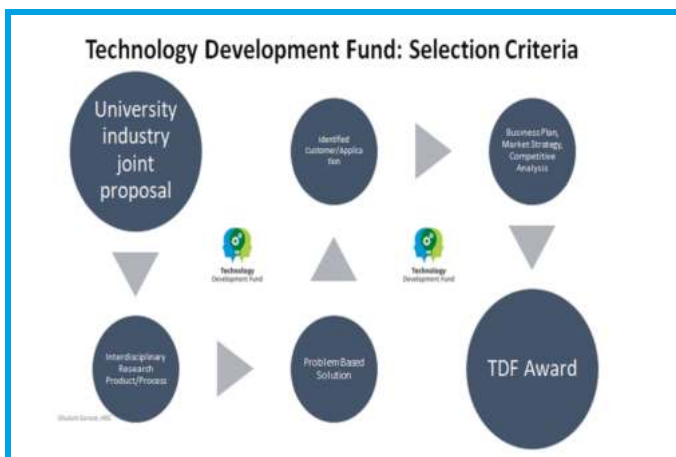 Technology Development Fund: Selection Criteria
University
industry
joint
proposal
Interdisciplinary
Research
Product/Process
Problem Based
Solution
Identified
Customer/Applica
tion
Business Plan,
Market Strategy,
Competitive
Analysis
TDF Award
Technology
Development Fund
Technology
Development Fund